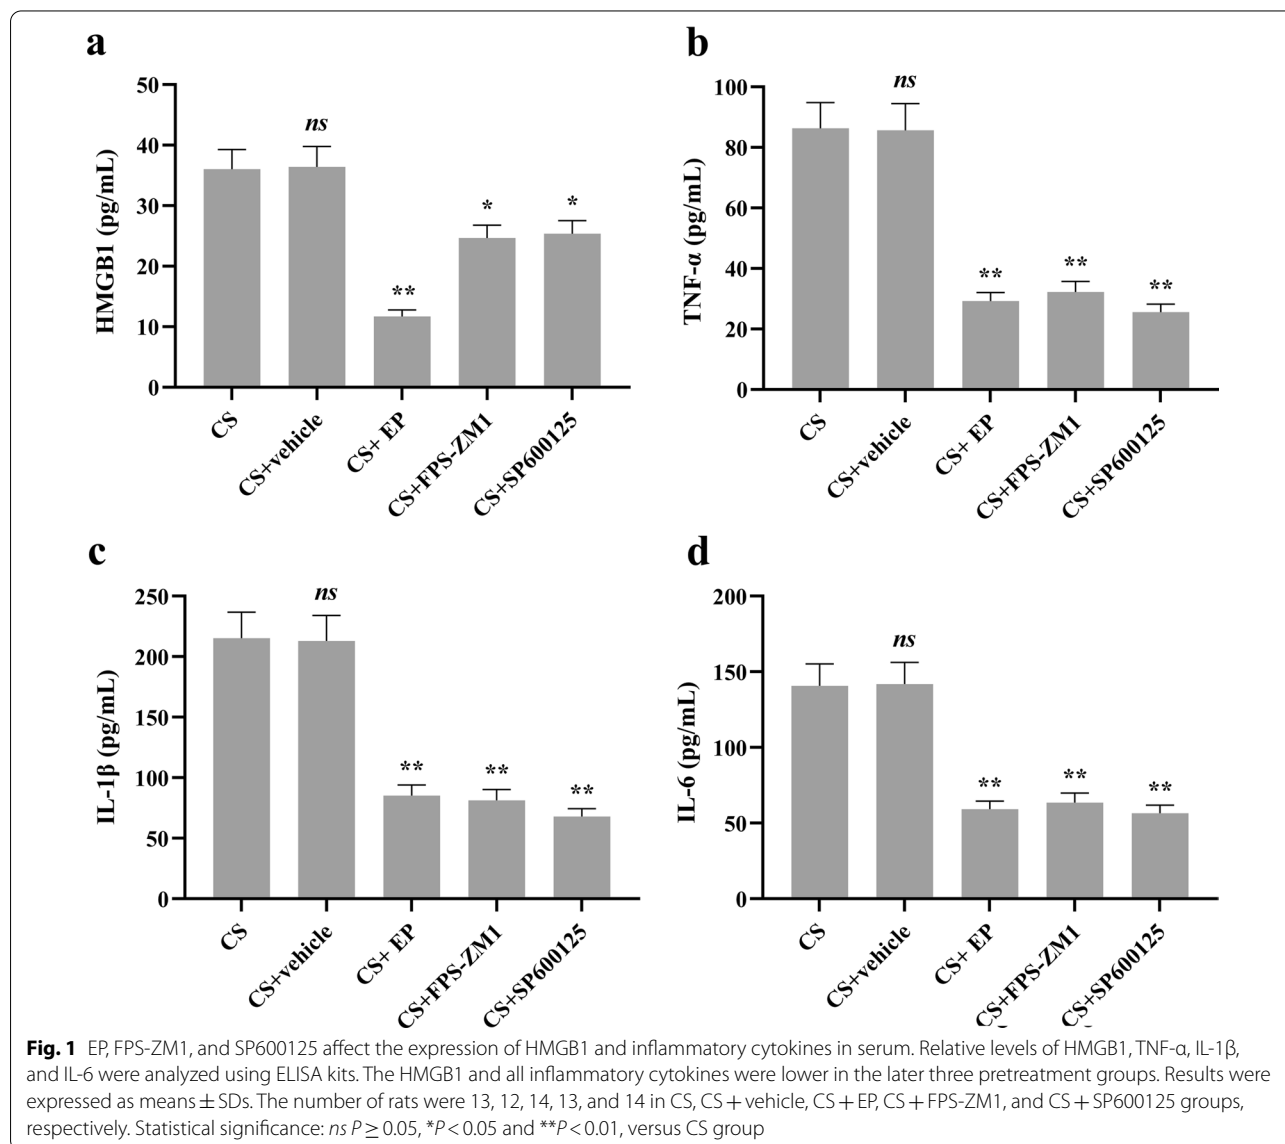 a
50
40
30
20
10
0
HMGB1 (pg/mL)
ns
**
*
*
CS
CS+vehicle
CS+ EP
CS+FPS-ZM1
CS+SP600125
b
100
80
60
40
20
0
TNF-α (pg/mL)
ns
**
**
**
CS
CS+vehicle
CS+ EP
CS+FPS-ZM1
CS+SP600125
c
250
200
150
100
50
0
IL-1β (pg/mL)
ns
**
**
**
CS
CS+vehicle
CS+ EP
CS+FPS-ZM1
CS+SP600125
d
200
150
100
50
0
IL-6 (pg/mL)
ns
**
**
**
CS
CS+vehicle
CS+ EP
CS+FPS-ZM1
CS+SP600125
Fig. 1 EP, FPS-ZM1, and SP600125 affect the expression of HMGB1 and inflammatory cytokines in serum. Relative levels of HMGB1, TNF-α, IL-1β,
and IL-6 were analyzed using ELISA kits. The HMGB1 and all inflammatory cytokines were lower in the later three pretreatment groups. Results were
expressed as means ± SDs. The number of rats were 13, 12, 14, 13, and 14 in CS, CS + vehicle, CS + EP, CS + FPS-ZM1, and CS + SP600125 groups,
respectively. Statistical significance: ns P ≥ 0.05, *P < 0.05 and **P < 0.01, versus CS group